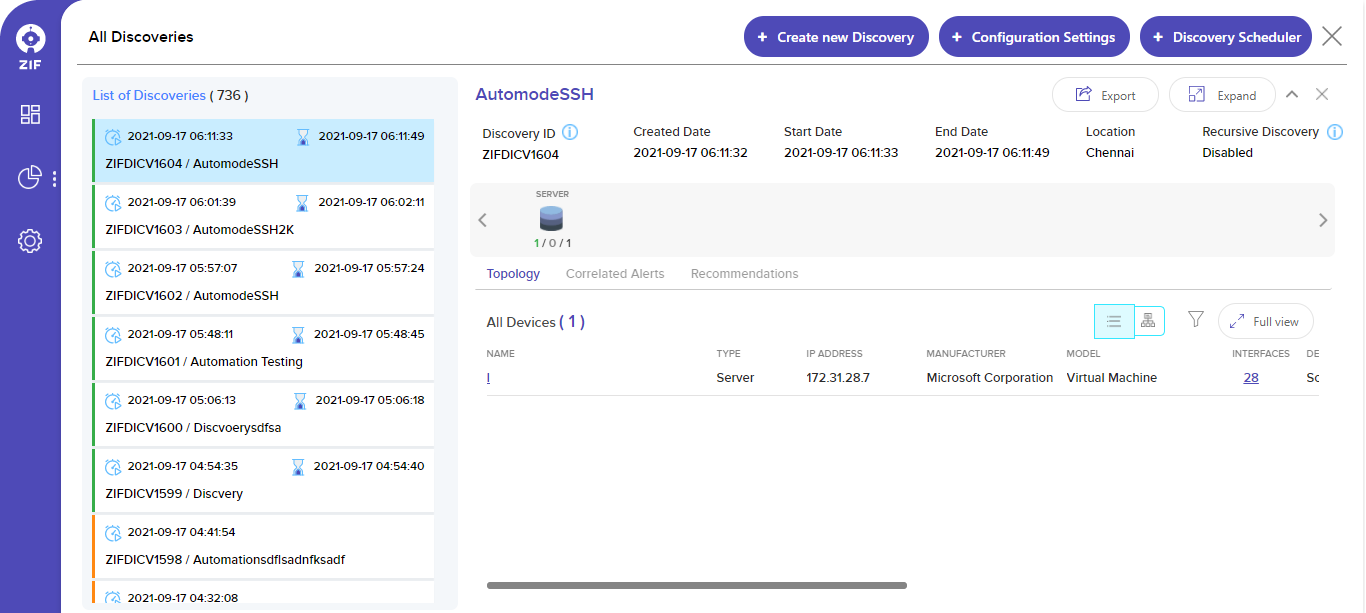 ZIF
All Discoveries
+ Create new Discovery
+ Configuration Settings
+ Discovery Scheduler
List of Discoveries ( 736 )
2021-09-17 06:11:33 2021-09-17 06:11:49
ZIFDICV1604 / AutomodeSSH
2021-09-17 06:01:39 2021-09-17 06:02:11
ZIFDICV1603 / AutomodeSSH2K
2021-09-17 05:57:07 2021-09-17 05:57:24
ZIFDICV1602 / AutomodeSSH
2021-09-17 05:48:11 2021-09-17 05:48:45
ZIFDICV1601 / Automation Testing
2021-09-17 05:06:13 2021-09-17 05:06:18
ZIFDICV1600 / Discvoerysdfsa
2021-09-17 04:54:35 2021-09-17 04:54:40
ZIFDICV1599 / Discvery
2021-09-17 04:41:54
ZIFDICV1598 / Automationsdflsadnfksadf
2021-09-17 04:32:08
AutomodeSSH
Export
Expand
Discovery ID Created Date Start Date End Date Location Recursive Discovery
ZIFDICV1604 2021-09-17 06:11:32 2021-09-17 06:11:33 2021-09-17 06:11:49 Chennai Disabled
SERVER
1 / 0 / 1
Topology Correlated Alerts Recommendations
All Devices ( 1 )
Full view
NAME TYPE IP ADDRESS MANUFACTURER MODEL INTERFACES DE
I Server 172.31.28.7 Microsoft Corporation Virtual Machine 28 Sc